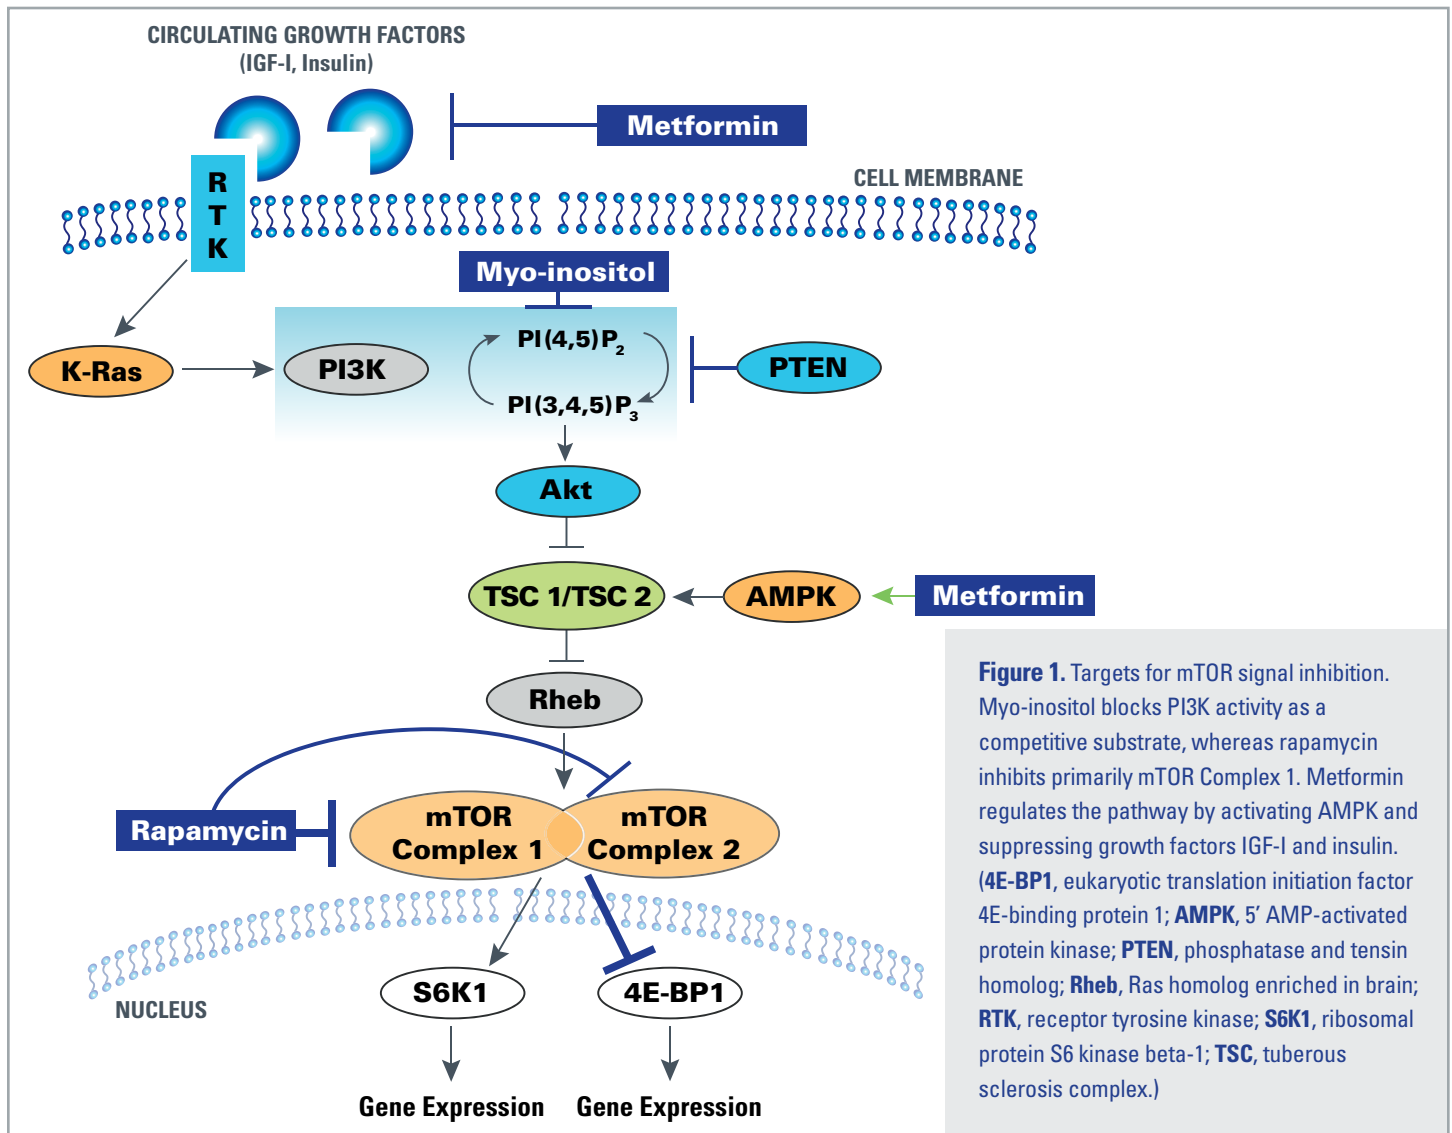 CIRCULATING GROWTH FACTORS
(IGF-I, Insulin)
Metformin
CELL MEMBRANE
R
T
K
Myo-inositol
PI(4,5)P2
K-Ras
PI3K
PTEN
PI(3,4,5)P3
Akt
TSC 1/TSC 2
AMPK
Metformin
Rheb
Rapamycin
mTOR
Complex 1
mTOR
Complex 2
S6K1
4E-BP1
NUCLEUS
Gene Expression
Gene Expression
Figure 1. Targets for mTOR signal inhibition.
Myo-inositol blocks PI3K activity as a
competitive substrate, whereas rapamycin
inhibits primarily mTOR Complex 1. Metformin
regulates the pathway by activating AMPK and
suppressing growth factors IGF-I and insulin.
(4E-BP1, eukaryotic translation initiation factor
4E-binding protein 1; AMPK, 5’ AMP-activated
protein kinase; PTEN, phosphatase and tensin
homolog; Rheb, Ras homolog enriched in brain;
RTK, receptor tyrosine kinase; S6K1, ribosomal
protein S6 kinase beta-1; TSC, tuberous
sclerosis complex.)